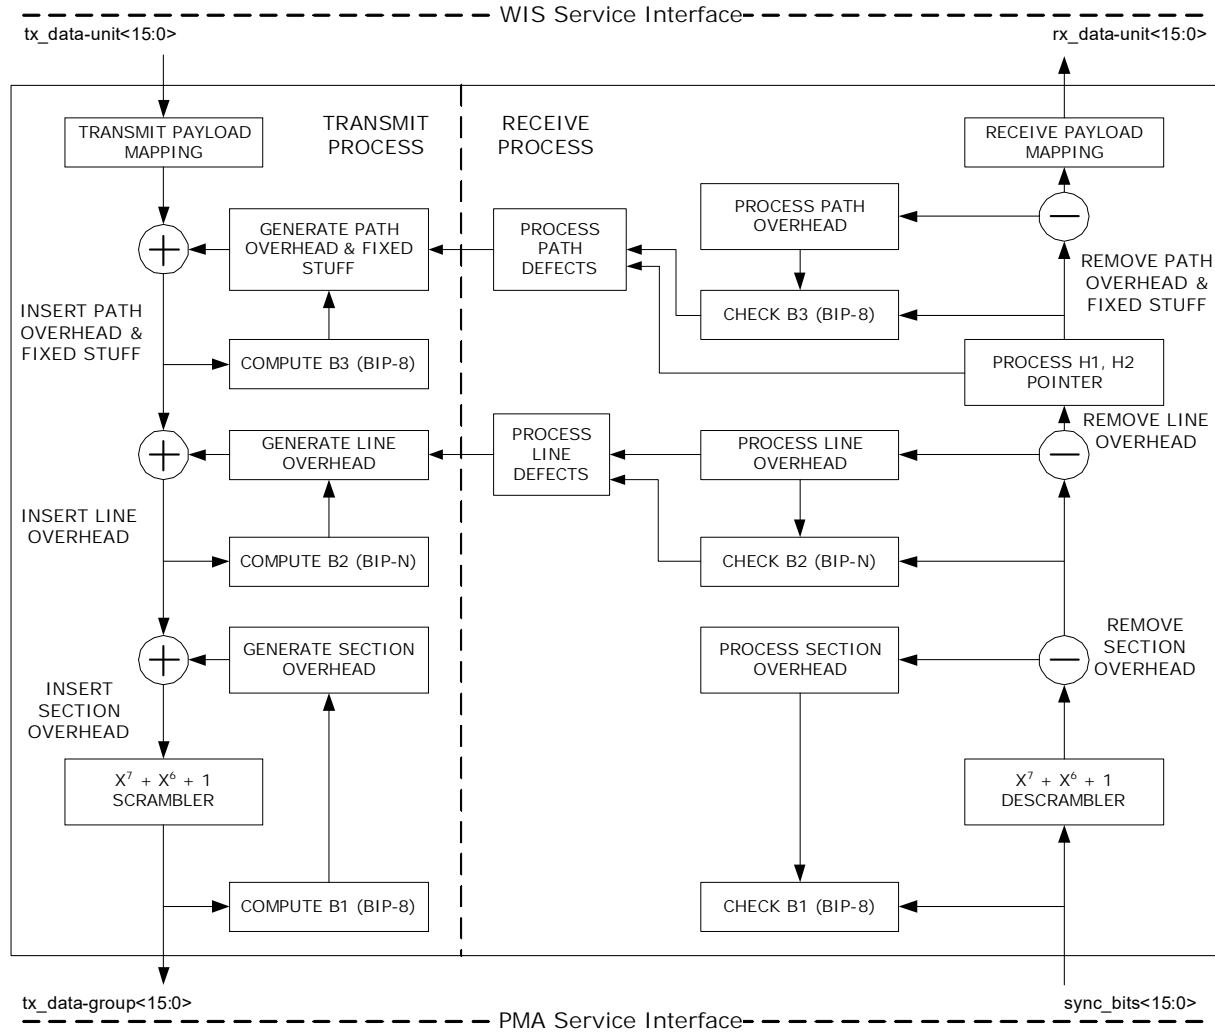 WIS Service Interface
tx_data-unit<15:0>
rx_data-unit<15:0>
TRANSMIT PAYLOAD
MAPPING
TRANSMIT
PROCESS
RECEIVE
PROCESS
RECEIVE PAYLOAD
MAPPING
GENERATE PATH
OVERHEAD & FIXED
STUFF
PROCESS
PATH
DEFECTS
PROCESS PATH
OVERHEAD
REMOVE PATH
OVERHEAD &
FIXED STUFF
INSERT PATH
OVERHEAD &
FIXED STUFF
COMPUTE B3 (BIP-8)
CHECK B3 (BIP-8)
PROCESS H1, H2
POINTER
REMOVE LINE
OVERHEAD
GENERATE LINE
OVERHEAD
PROCESS
LINE
DEFECTS
PROCESS LINE
OVERHEAD
INSERT LINE
OVERHEAD
COMPUTE B2 (BIP-N)
CHECK B2 (BIP-N)
GENERATE SECTION
OVERHEAD
PROCESS SECTION
OVERHEAD
REMOVE
SECTION
OVERHEAD
INSERT
SECTION
OVERHEAD
X⁷ + X⁶ + 1
SCRAMBLER
X⁷ + X⁶ + 1
DESCRAMBLER
COMPUTE B1 (BIP-8)
CHECK B1 (BIP-8)
tx_data-group<15:0>
sync_bits<15:0>
PMA Service Interface